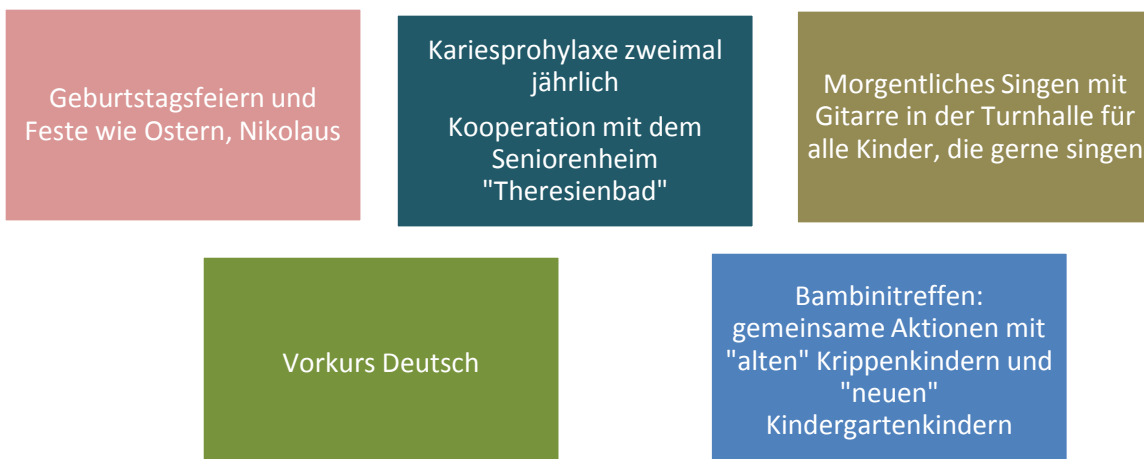 Geburtstagsfeiern und
Feste wie Ostern, Nikolaus
Kariesprohylaxe zweimal
jährlich
Kooperation mit dem
Seniorenheim
"Theresienbad"
Morgentliches Singen mit
Gitarre in der Turnhalle für
alle Kinder, die gerne singen
Vorkurs Deutsch
Bambinitreffen:
gemeinsame Aktionen mit
"alten" Krippenkindern und
"neuen"
Kindergartenkindern